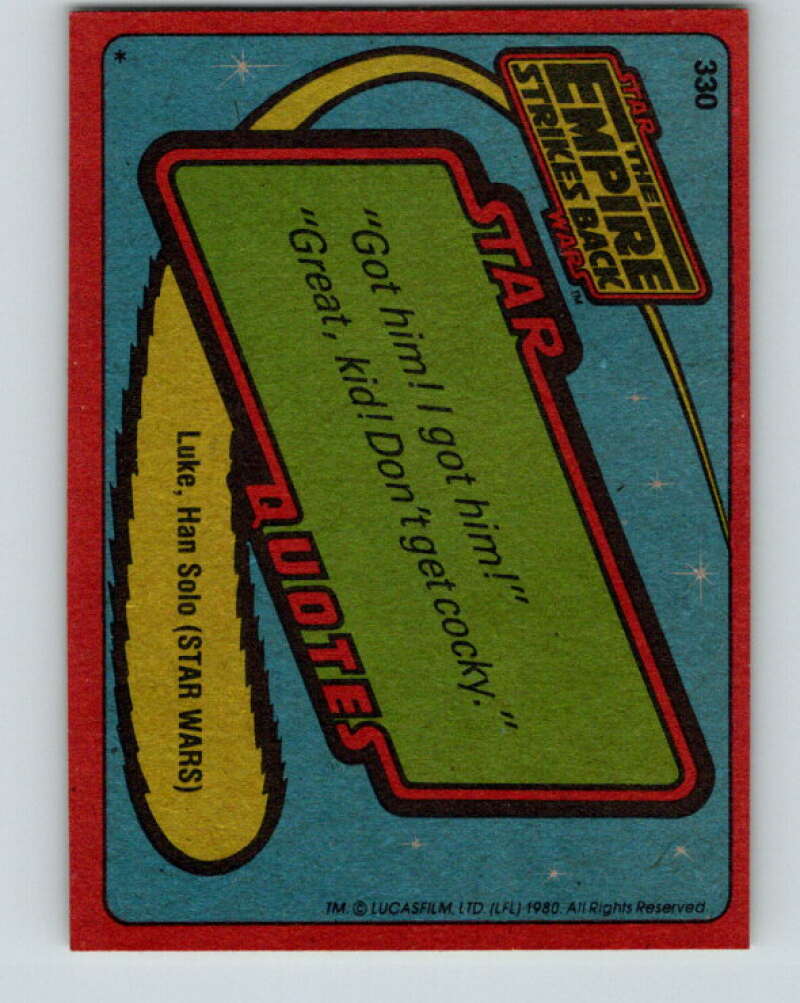 330
STAR
THE
EMPIRE
STRIKES BACK
WARS™
STAR
"Got him! I got him!"
"Great, kid! Don't get cocky."
QUOTES
Luke, Han Solo (STAR WARS)
*
TM. © LUCASFILM, LTD. (LFL) 1980. All Rights Reserved.